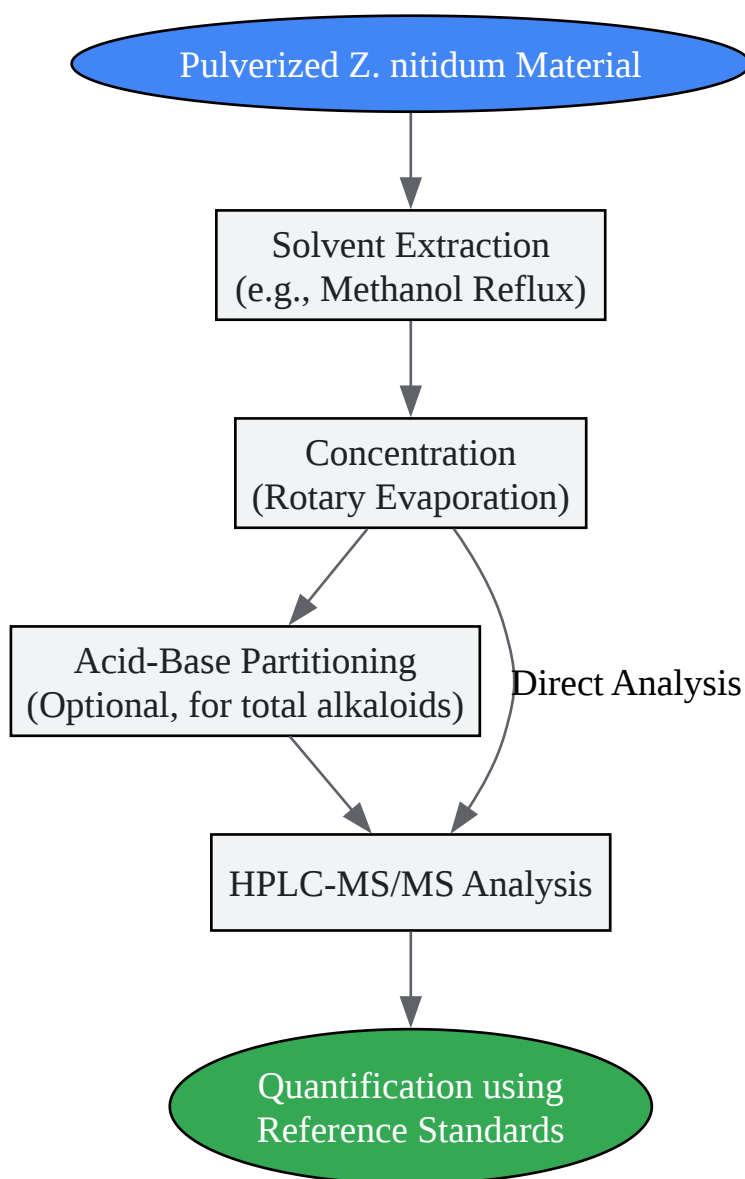 Pulverized Z. nitidum Material
Solvent Extraction
(e.g., Methanol Reflux)
Concentration
(Rotary Evaporation)
Acid-Base Partitioning
(Optional, for total alkaloids)
Direct Analysis
HPLC-MS/MS Analysis
Quantification using
Reference Standards